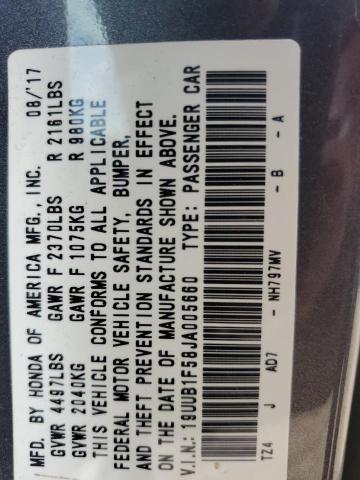 MFD. BY HONDA OF AMERICA MFG., INC. 08/'17
GVWR 4497LBS GAWR F 2370LBS R 2161LBS
GVWR 2040KG GAWR F 1075KG R 980KG
THIS VEHICLE CONFORMS TO ALL APPLICABLE
FEDERAL MOTOR VEHICLE SAFETY, BUMPER,
AND THEFT PREVENTION STANDARDS IN EFFECT
ON THE DATE OF MANUFACTURE SHOWN ABOVE.
V.I.N.: 19UUB1F58JA005660 TYPE: PASSENGER CAR
TZ4 J AD7 - NH797MV - B - A